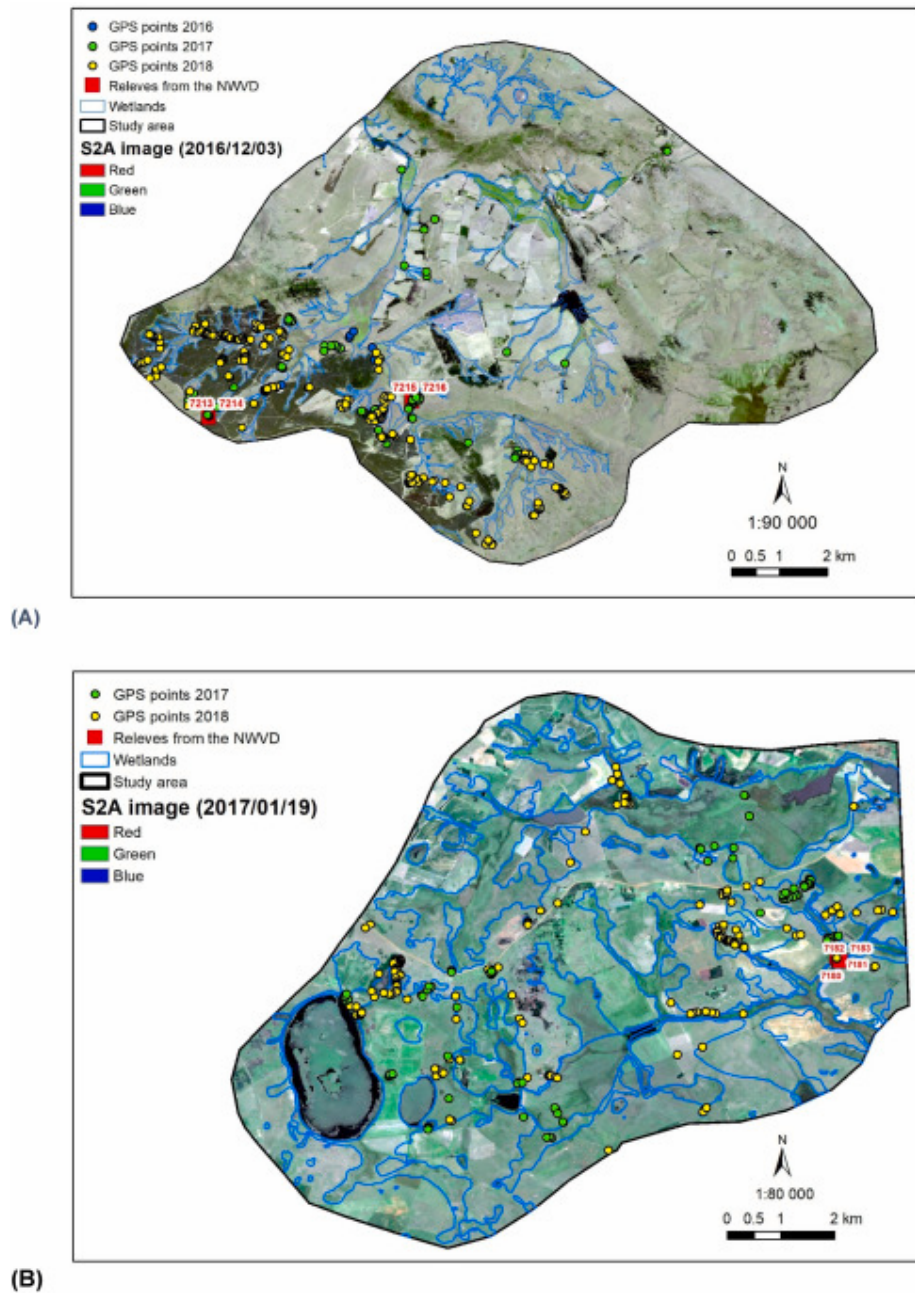 GPS points 2016
GPS points 2017
GPS points 2018
Releves from the NWVD
Wetlands
Study area
S2A image (2016/12/03)
Red
Green
Blue
7213 7214
7215 7216
N
1:90 000
0 0.5 1 2 km
(A)
GPS points 2017
GPS points 2018
Releves from the NWVD
Wetlands
Study area
S2A image (2017/01/19)
Red
Green
Blue
7182 7183
7181
7180
N
1:80 000
0 0.5 1 2 km
(B)